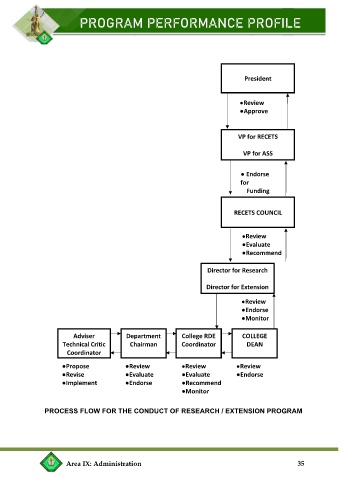 PROGRAM PERFORMANCE PROFILE
President
●Review
●Approve
VP for RECETS
VP for ASS
● Endorse
for
Funding
RECETS COUNCIL
●Review
●Evaluate
●Recommend
Director for Research
Director for Extension
●Review
●Endorse
●Monitor
Adviser
Technical Critic
Coordinator
Department
Chairman
College RDE
Coordinator
COLLEGE
DEAN
●Propose
●Revise
●Implement
●Review
●Evaluate
●Endorse
●Review
●Evaluate
●Recommend
●Monitor
●Review
●Endorse
PROCESS FLOW FOR THE CONDUCT OF RESEARCH / EXTENSION PROGRAM
Area IX: Administration 35